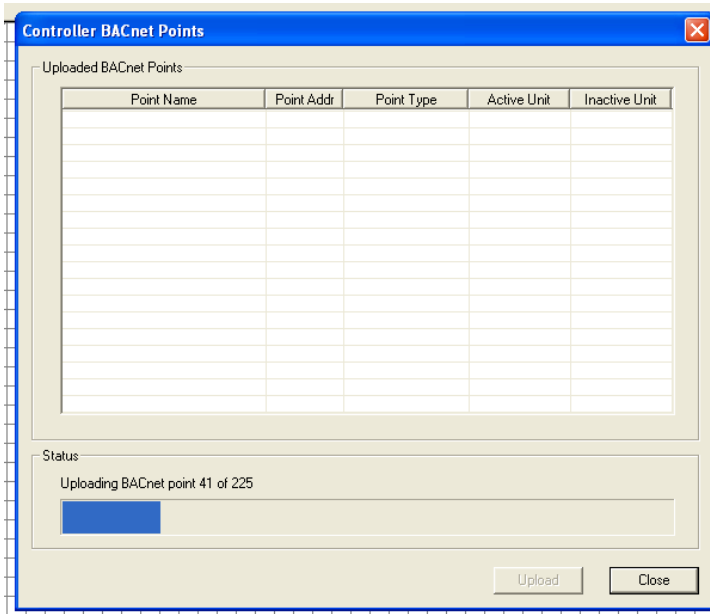 Controller BACnet Points
Uploaded BACnet Points
Point Name Point Addr Point Type Active Unit Inactive Unit
Status
Uploading BACnet point 41 of 225
Upload Close